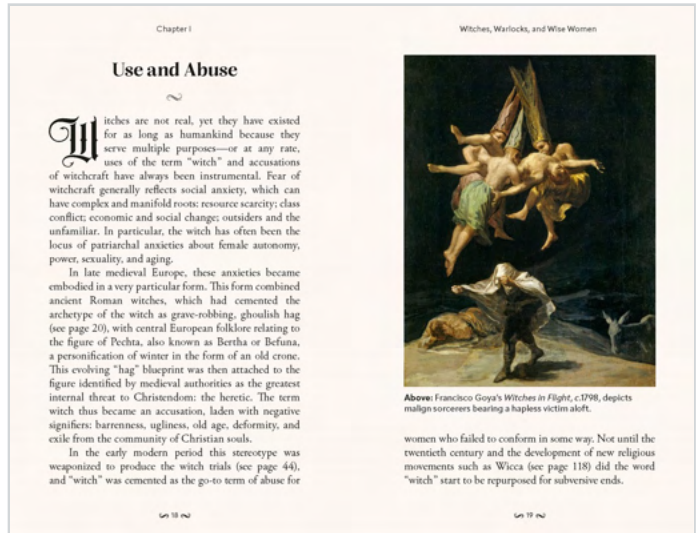 Chapter I
Use and Abuse
Witches are not real, yet they have existed
for as long as humankind because they
serve multiple purposes—or at any rate,
uses of the term “witch” and accusations
of witchcraft have always been instrumental. Fear of
witchcraft generally reflects social anxiety, which can
have complex and manifold roots: resource scarcity; class
conflict; economic and social change; outsiders and the
unfamiliar. In particular, the witch has often been the
locus of patriarchal anxieties about female autonomy,
power, sexuality, and aging.
In late medieval Europe, these anxieties became
embodied in a very particular form. This form combined
ancient Roman witches, which had cemented the
archetype of the witch as grave-robbing, ghoulish hag
(see page 20), with central European folklore relating to
the figure of Pechta, also known as Bertha or Befuna,
a personification of winter in the form of an old crone.
This evolving “hag” blueprint was then attached to the
figure identified by medieval authorities as the greatest
internal threat to Christendom: the heretic. The term
witch thus became an accusation, laden with negative
signifiers: barrenness, ugliness, old age, deformity, and
exile from the community of Christian souls.
In the early modern period this stereotype was
weaponized to produce the witch trials (see page 44),
and “witch” was cemented as the go-to term of abuse for
18
Witches, Warlocks, and Wise Women
Above: Francisco Goya’s Witches in Flight, c.1798, depicts
malign sorcerers bearing a hapless victim aloft.
women who failed to conform in some way. Not until the
twentieth century and the development of new religious
movements such as Wicca (see page 118) did the word
“witch” start to be repurposed for subversive ends.
19